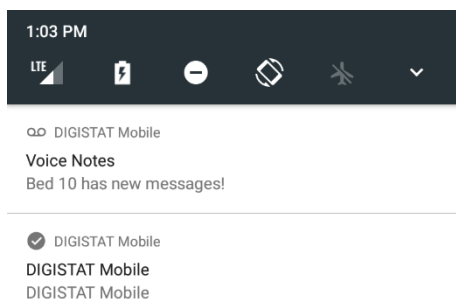 1:03 PM
LTE
DIGISTAT Mobile
Voice Notes
Bed 10 has new messages!
DIGISTAT Mobile
DIGISTAT Mobile
DIGISTAT Mobile